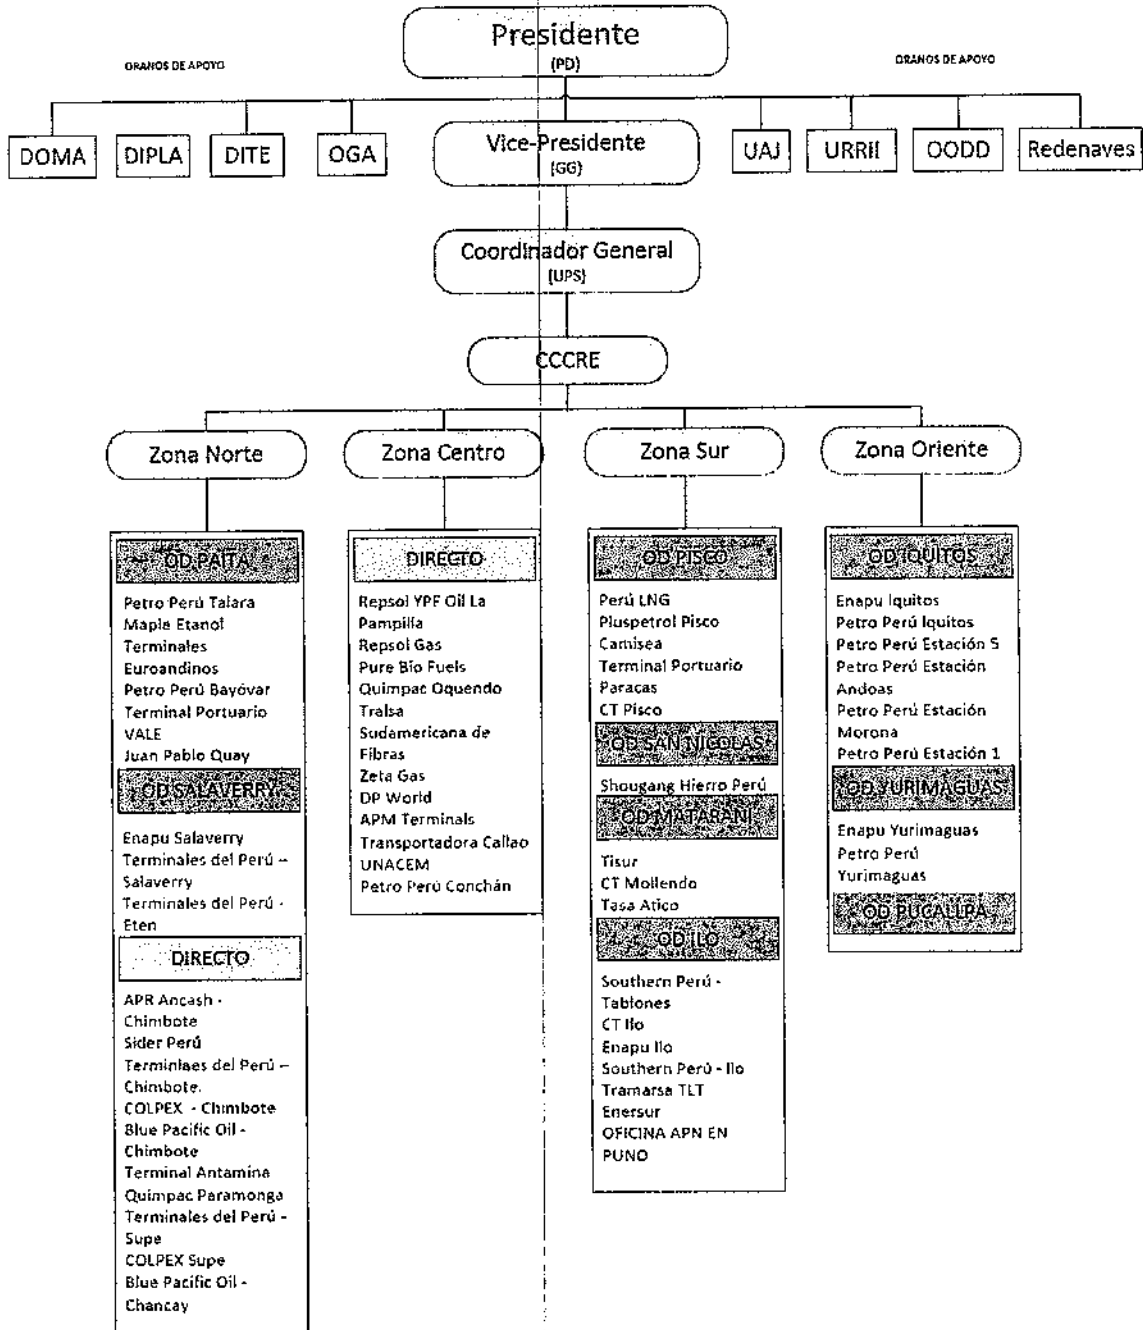 Presidente
(PD)
ORANOS DE APOYO
ORANOS DE APOYO
DOMA
DIPLA
DITE
OGA
Vice-Presidente
(GG)
UAJ
URRII
OODD
Redenaves
Coordinador General
(UPS)
CCCRE
Zona Norte
Zona Centro
Zona Sur
Zona Oriente
OD PAITA
Petro Perú Talara
Maple Etanol
Terminales
Euroandinos
Petro Perú Bayóvar
Terminal Portuario
VALE
Juan Pablo Quay
OD SALAVERRY
Enapu Salaverry
Terminales del Perú –
Salaverry
Terminales del Perú -
Eten
DIRECTO
APR Ancash -
Chimbote
Sider Perú
Terminlaes del Perú –
Chimbote.
COLPEX - Chimbote
Blue Pacific Oil -
Chimbote
Terminal Antamina
Quimpac Paramonga
Terminales del Perú -
Supe
COLPEX Supe
Blue Pacific Oil -
Chancay
DIRECTO
Repsol YPF Oil La
Pampilla
Repsol Gas
Pure Bio Fuels
Quimpac Oquendo
Tralsa
Sudamericana de
Fibras
Zeta Gas
DP World
APM Terminals
Transportadora Callao
UNACEM
Petro Perú Conchán
OD PISCO
Perú LNG
Pluspetrol Pisco
Camisea
Terminal Portuario
Paracas
CT Pisco
OD SAN NICOLAS
Shougang Hierro Perú
OD MATARANI
Tisur
CT Mollendo
Tasa Atico
OD ILO
Southern Perú -
Tablones
CT Ilo
Enapu Ilo
Southern Perú - Ilo
Tramarsa TLT
Enersur
OFICINA APN EN
PUNO
OD IQUITOS
Enapu Iquitos
Petro Perú Iquitos
Petro Perú Estación 5
Petro Perú Estación
Andoas
Petro Perú Estación
Morona
Petro Perú Estación 1
OD YURIMAGUAS
Enapu Yurimaguas
Petro Perú
Yurimaguas
OD PUCALLPA